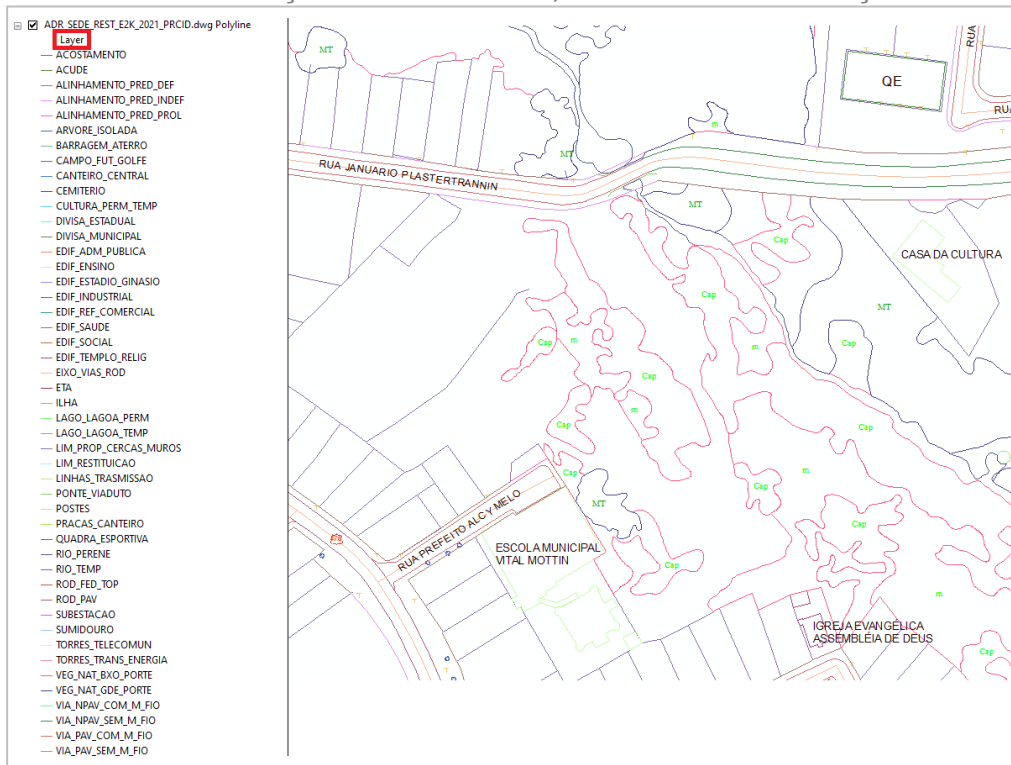 ADR_SEDE_REST_E2K_2021_PRCID.dwg Polyline
Layer
ACOSTAMENTO
ACUDE
ALINHAMENTO_PRED_DEF
ALINHAMENTO_PRED_INDEF
ALINHAMENTO_PRED_PROL
ARVORE_ISOLADA
BARRAGEM_ATERRO
CAMPO_FUT_GOLFE
CANTEIRO_CENTRAL
CEMITERIO
CULTURA_PERM_TEMP
DIVISA_ESTADUAL
DIVISA_MUNICIPAL
EDIF_ADM_PUBLICA
EDIF_ENSINO
EDIF_ESTADIO_GINASIO
EDIF_INDUSTRIAL
EDIF_REF_COMERCIAL
EDIF_SAUDE
EDIF_SOCIAL
EDIF_TEMPLO_RELIG
EIXO_VIAS_ROD
ETA
ILHA
LAGO_LAGOA_PERM
LAGO_LAGOA_TEMP
LIM_PROP_CERCAS_MUROS
LIM_RESTITUICAO
LINHAS_TRASMISSAO
PONTE_VIADUTO
POSTES
PRACAS_CANTEIRO
QUADRA_ESPORTIVA
RIO_PERENE
RIO_TEMP
ROD_FED_TOP
ROD_PAV
SUBESTACAO
SUMIDOURO
TORRES_TELECOMUN
TORRES_TRANS_ENERGIA
VEG_NAT_BXO_PORTE
VEG_NAT_GDE_PORTE
VIA_NPAV_COM_M_FIO
VIA_NPAV_SEM_M_FIO
VIA_PAV_COM_M_FIO
VIA_PAV_SEM_M_FIO
MT
RUA
QE
RU
m
MT
RUA JANUARIO PLASTERTRANNIN
MT
Cap
CASA DA CULTURA
Cap
MT
Cap
m
m
Cap
Cap
m
Cap
Cap
Cap
m
Cap
MT
RUA PREFEITO ALCY MELO
Cap
ESCOLA MUNICIPAL
VITAL MOTTIN
Cap
m
IGREJA EVANGÉLICA
ASSEMBLÉIA DE DEUS
Cap